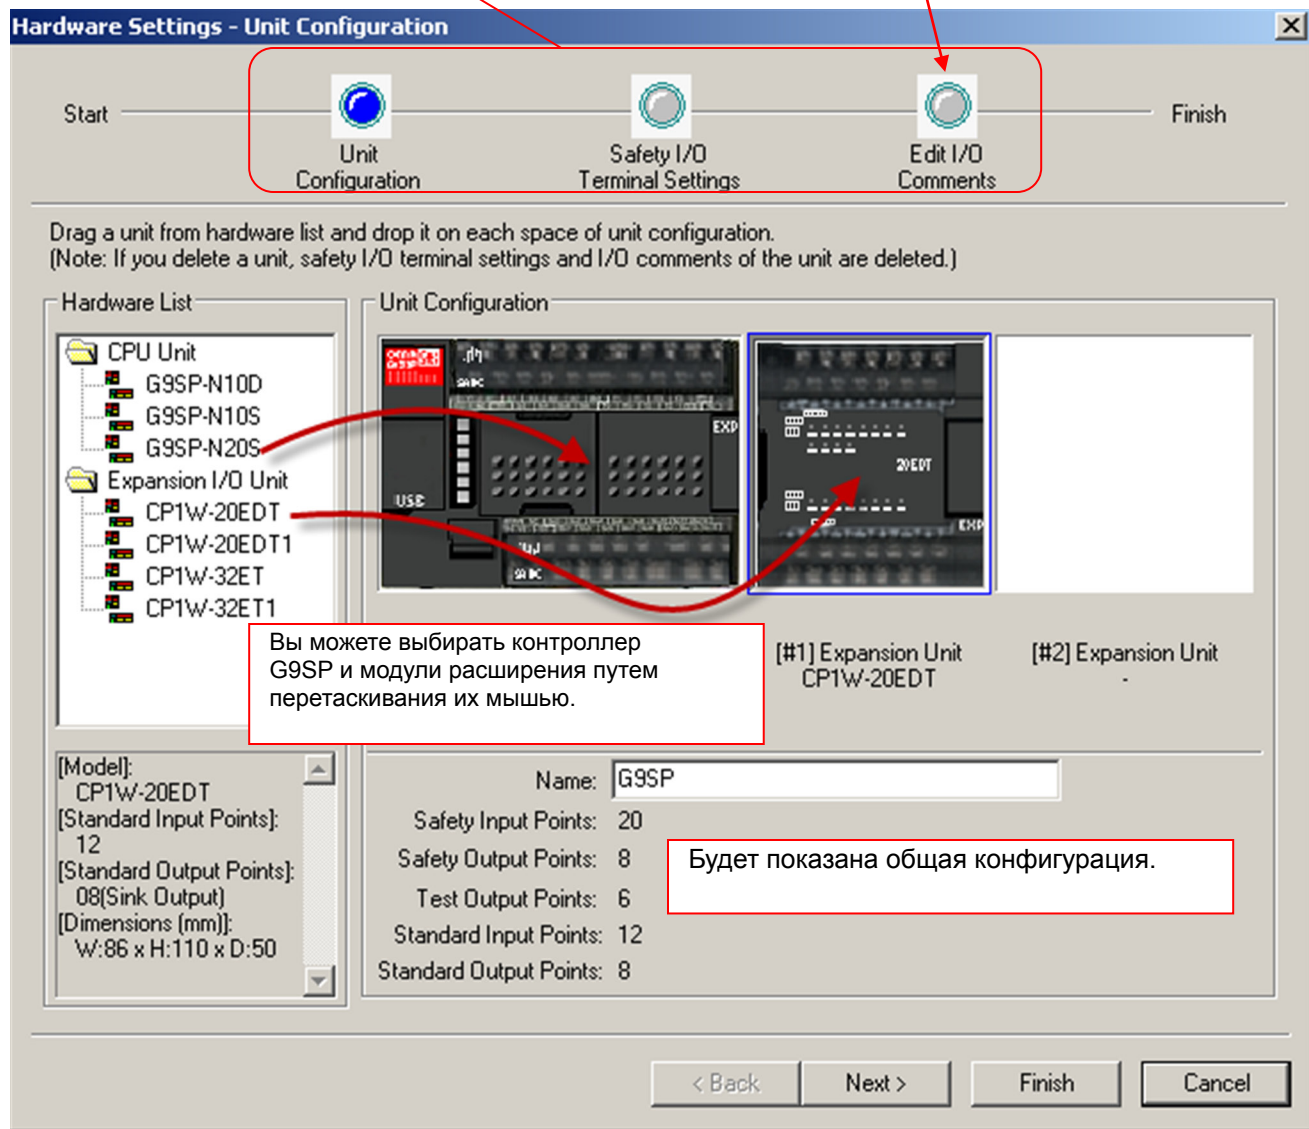 Hardware Settings - Unit Configuration
Start
Unit
Configuration
Safety I/O
Terminal Settings
Edit I/O
Comments
Finish
Drag a unit from hardware list and drop it on each space of unit configuration.
(Note: If you delete a unit, safety I/O terminal settings and I/O comments of the unit are deleted.)
Hardware List
CPU Unit
G9SP-N10D
G9SP-N10S
G9SP-N20S
Expansion I/O Unit
CP1W-20EDT
CP1W-20EDT1
CP1W-32ET
CP1W-32ET1
Unit Configuration
EXP
USB
20EDT
EXP
Вы можете выбирать контроллер
G9SP и модули расширения путем
перетаскивания их мышью.
[#1] Expansion Unit
CP1W-20EDT
[#2] Expansion Unit
-
[Model]:
CP1W-20EDT
[Standard Input Points]:
12
[Standard Output Points]:
08(Sink Output)
[Dimensions (mm)]:
W:86 x H:110 x D:50
Name: G9SP
Safety Input Points: 20
Safety Output Points: 8
Test Output Points: 6
Standard Input Points: 12
Standard Output Points: 8
Будет показана общая конфигурация.
< Back
Next >
Finish
Cancel